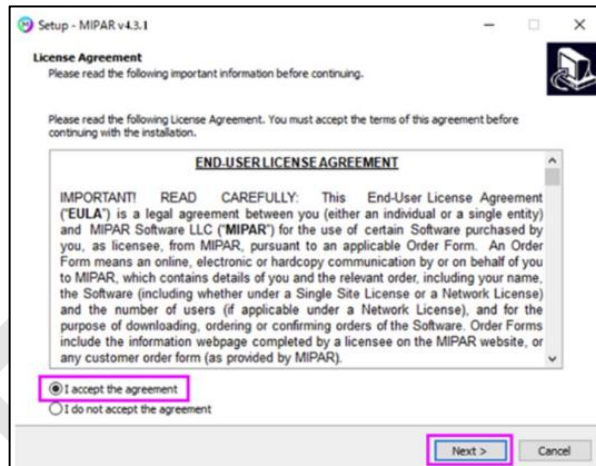 Setup - MIPAR v4.3.1
License Agreement
Please read the following important information before continuing.
Please read the following License Agreement. You must accept the terms of this agreement before
continuing with the installation.
END-USER LICENSE AGREEMENT
IMPORTANT! READ CAREFULLY: This End-User License Agreement
("EULA") is a legal agreement between you (either an individual or a single entity)
and MIPAR Software LLC ("MIPAR") for the use of certain Software purchased by
you, as licensee, from MIPAR, pursuant to an applicable Order Form. An Order
Form means an online, electronic or hardcopy communication by or on behalf of you
to MIPAR, which contains details of you and the relevant order, including your name,
the Software (including whether under a Single Site License or a Network License)
and the number of users (if applicable under a Network License), and for the
purpose of downloading, ordering or confirming orders of the Software. Order Forms
include the information webpage completed by a licensee on the MIPAR website, or
any customer order form (as provided by MIPAR).
I accept the agreement
I do not accept the agreement
Next > Cancel